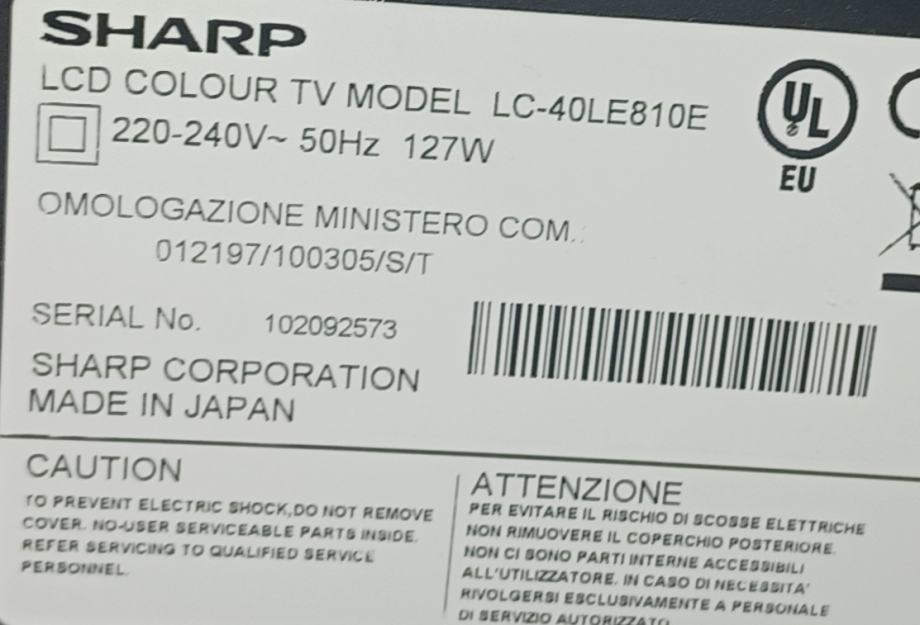 SHARP
LCD COLOUR TV MODEL LC-40LE810E
220-240V~ 50Hz 127W
UL
EU
OMOLOGAZIONE MINISTERO COM.:
012197/100305/S/T
SERIAL No. 102092573
SHARP CORPORATION
MADE IN JAPAN
CAUTION
TO PREVENT ELECTRIC SHOCK,DO NOT REMOVE
COVER. NO-USER SERVICEABLE PARTS INSIDE.
REFER SERVICING TO QUALIFIED SERVICE
PERSONNEL.
ATTENZIONE
PER EVITARE IL RISCHIO DI SCOSSE ELETTRICHE
NON RIMUOVERE IL COPERCHIO POSTERIORE.
NON CI SONO PARTI INTERNE ACCESSIBILI
ALL'UTILIZZATORE. IN CASO DI NECESSITA'
RIVOLGERSI ESCLUSIVAMENTE A PERSONALE
DI SERVIZIO AUTORIZZATO